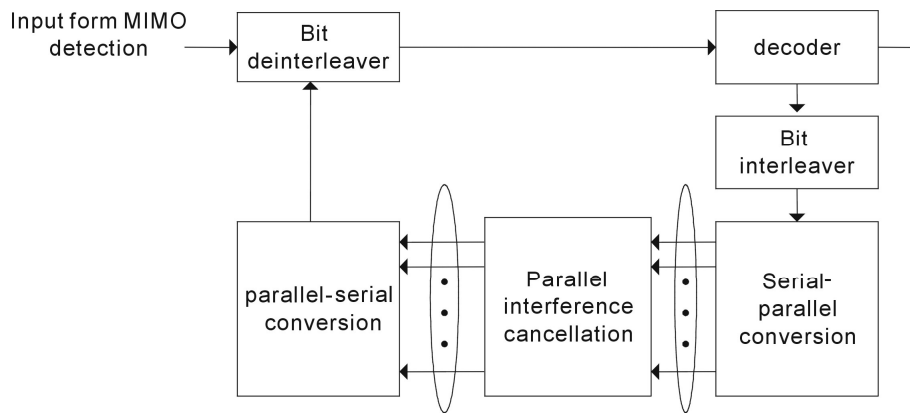 Input form MIMO
detection
Bit
deinterleaver
decoder
Bit
interleaver
parallel-serial
conversion
Parallel
interference
cancellation
Serial-
parallel
conversion